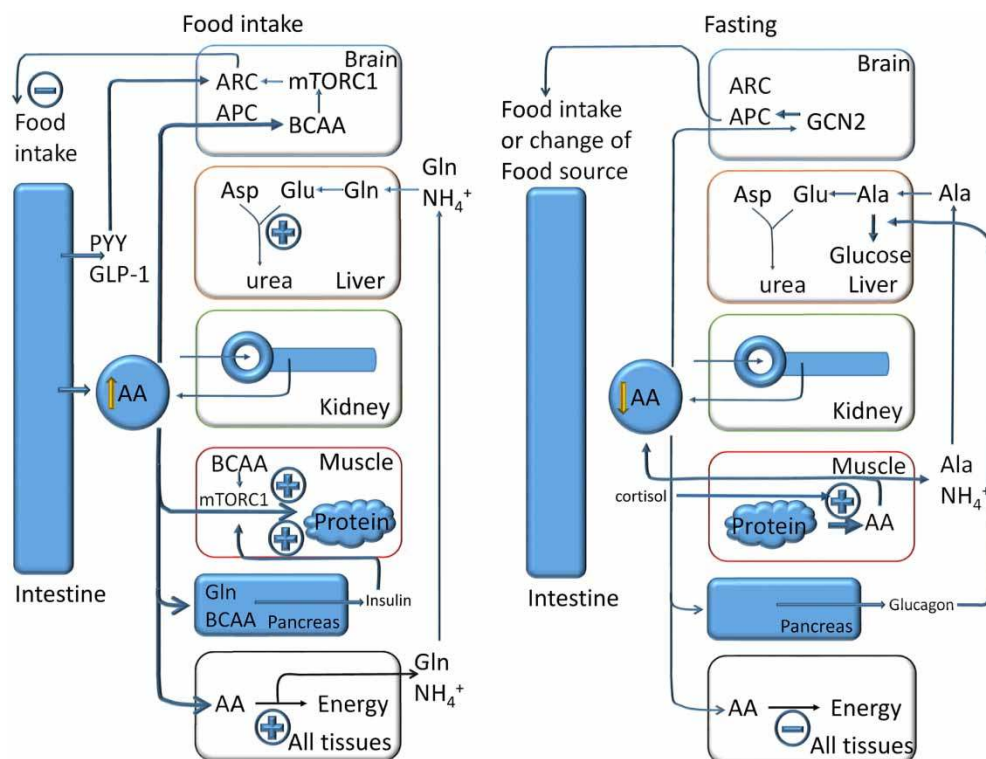 Food intake
Brain
ARC
mTORC1
APC
BCAA
Food
intake
Asp
Glu
Gln
Gln
NH4+
urea
Liver
PYY
GLP-1
AA
Kidney
BCAA
Muscle
mTORC1
Protein
Intestine
Gln
BCAA
Insulin
Pancreas
Gln
NH4+
AA
Energy
All tissues
Fasting
Brain
ARC
APC
GCN2
Food intake
or change of
Food source
Asp
Glu
Ala
Ala
Glucose
urea
Liver
AA
Kidney
Muscle
Ala
NH4+
cortisol
Protein
AA
Intestine
Glucagon
Pancreas
AA
Energy
All tissues